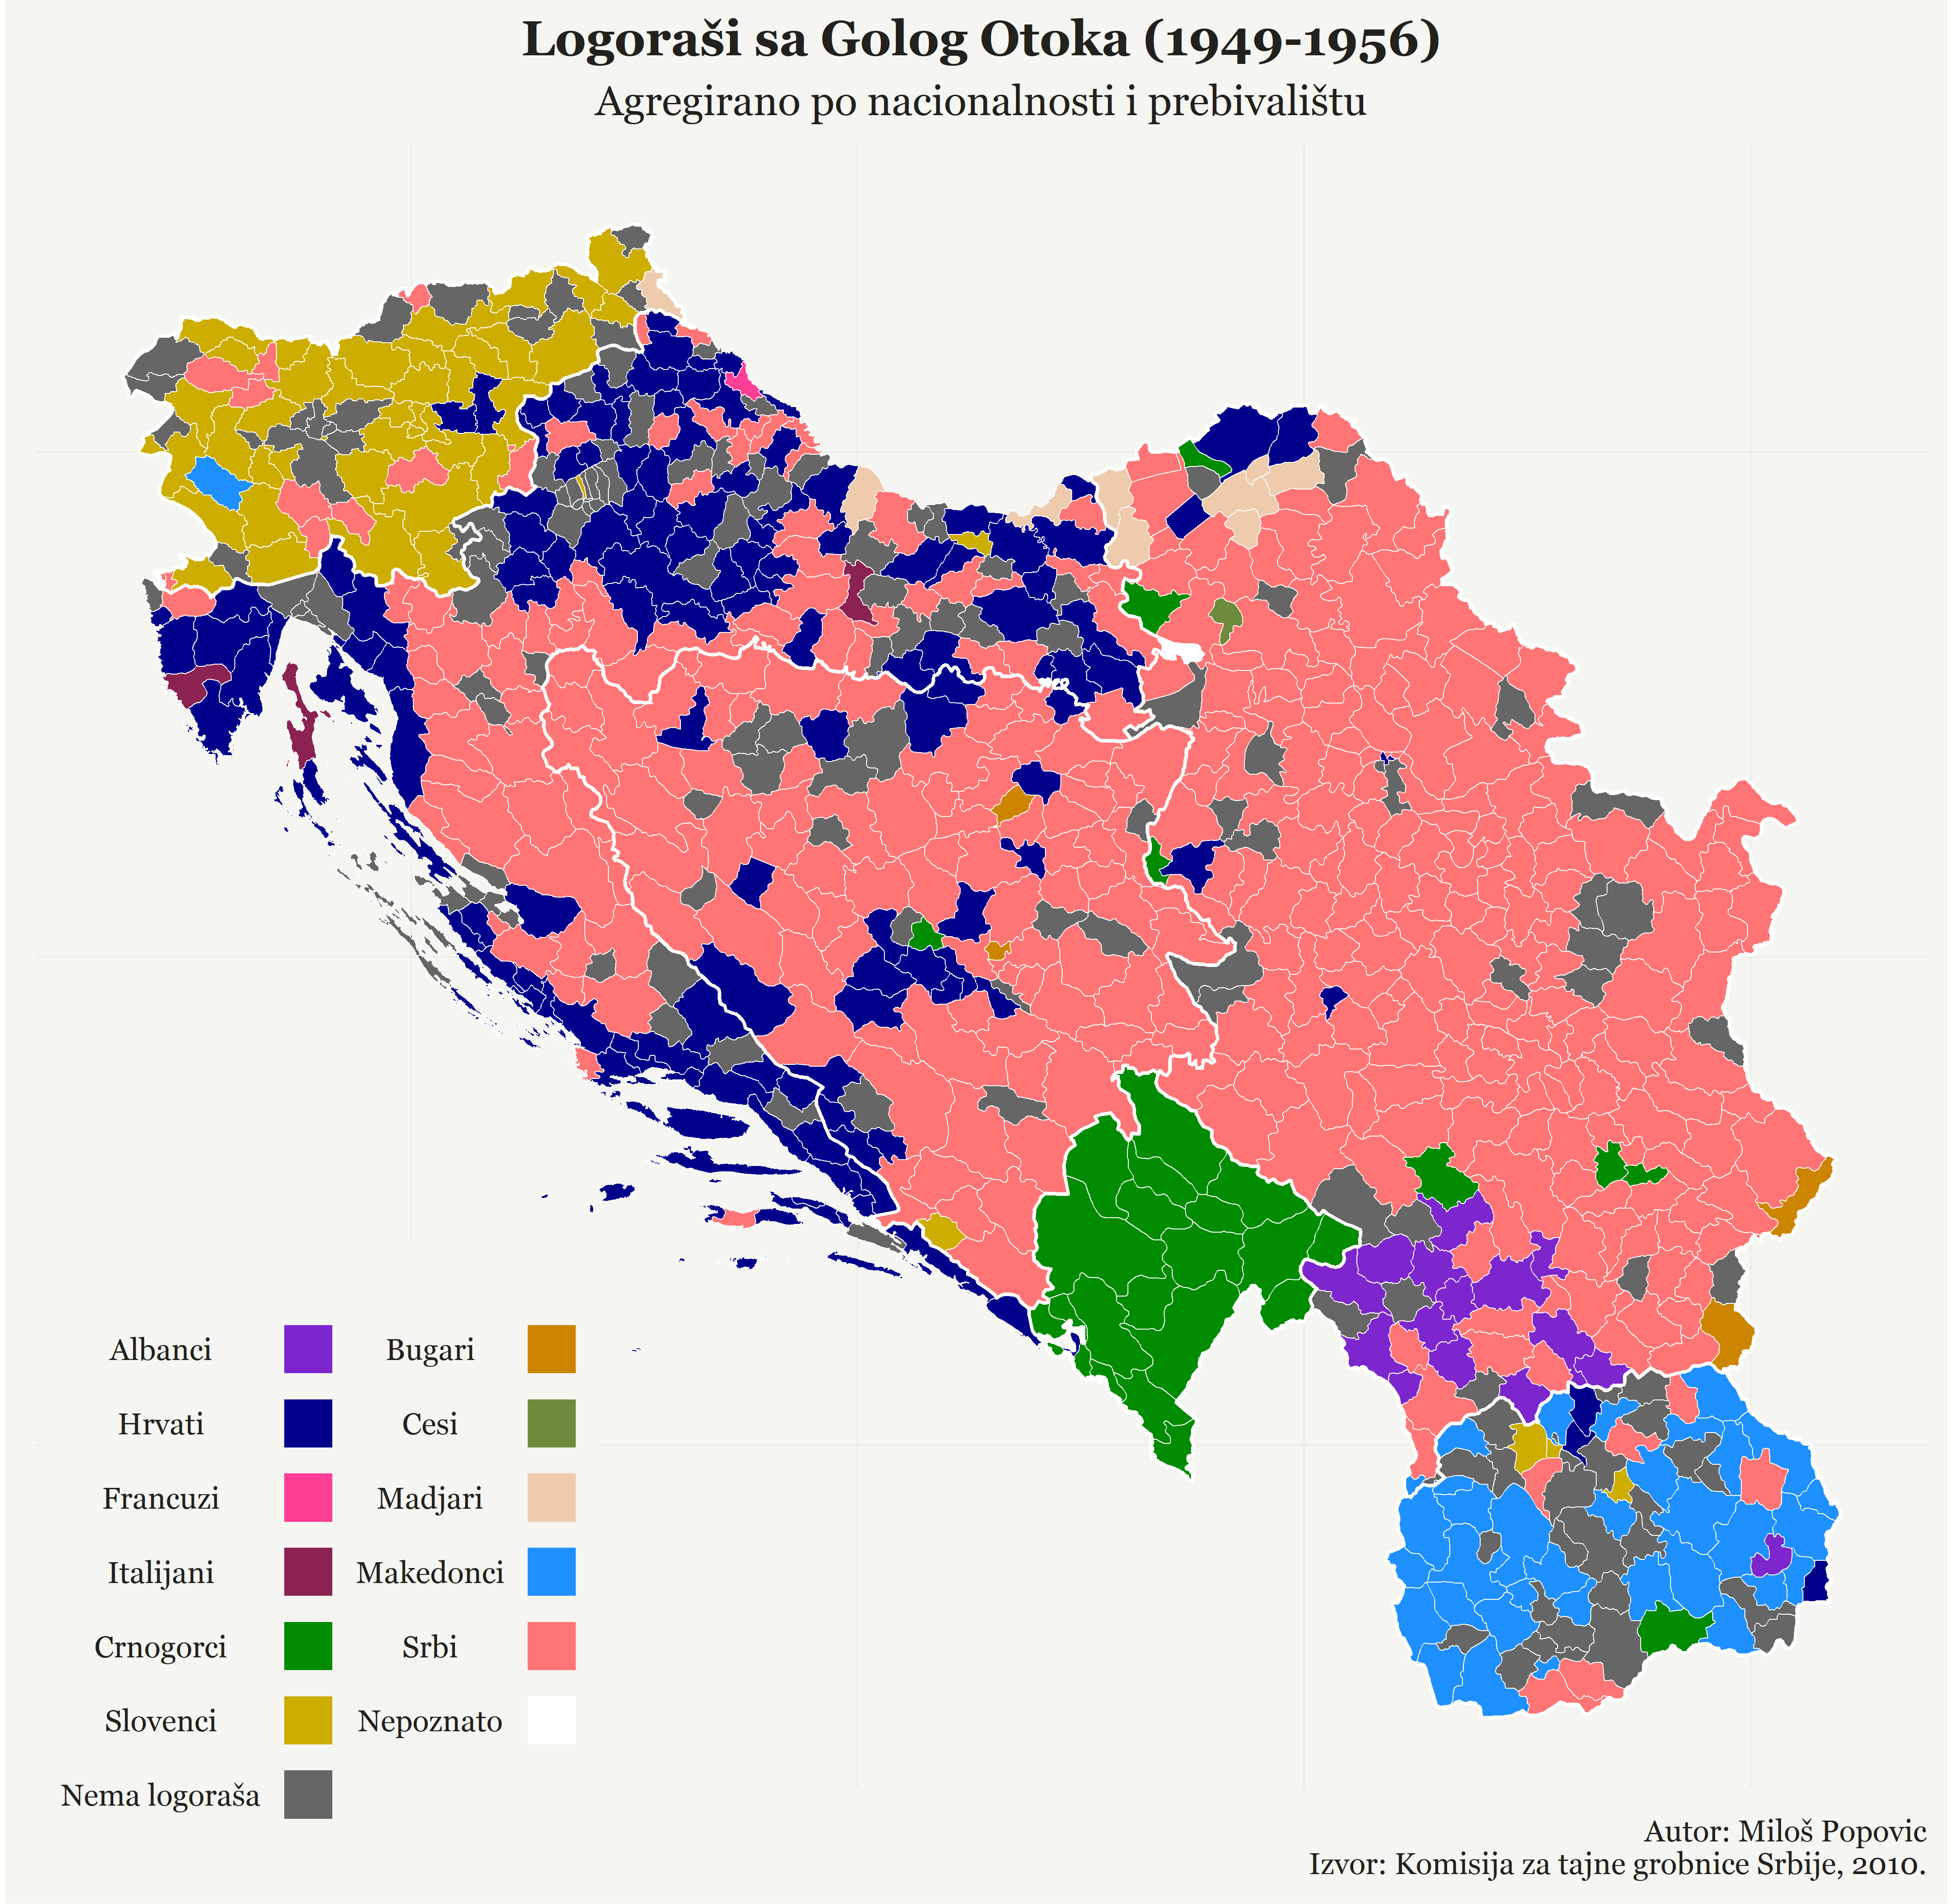 Logoraši sa Golog Otoka (1949-1956)
Agregirano po nacionalnosti i prebivalištu
Albanci
Bugari
Hrvati
Cesi
Francuzi
Madjari
Italijani
Makedonci
Crnogorci
Srbi
Slovenci
Nepoznato
Nema logoraša
Autor: Miloš Popovic
Izvor: Komisija za tajne grobnice Srbije, 2010.